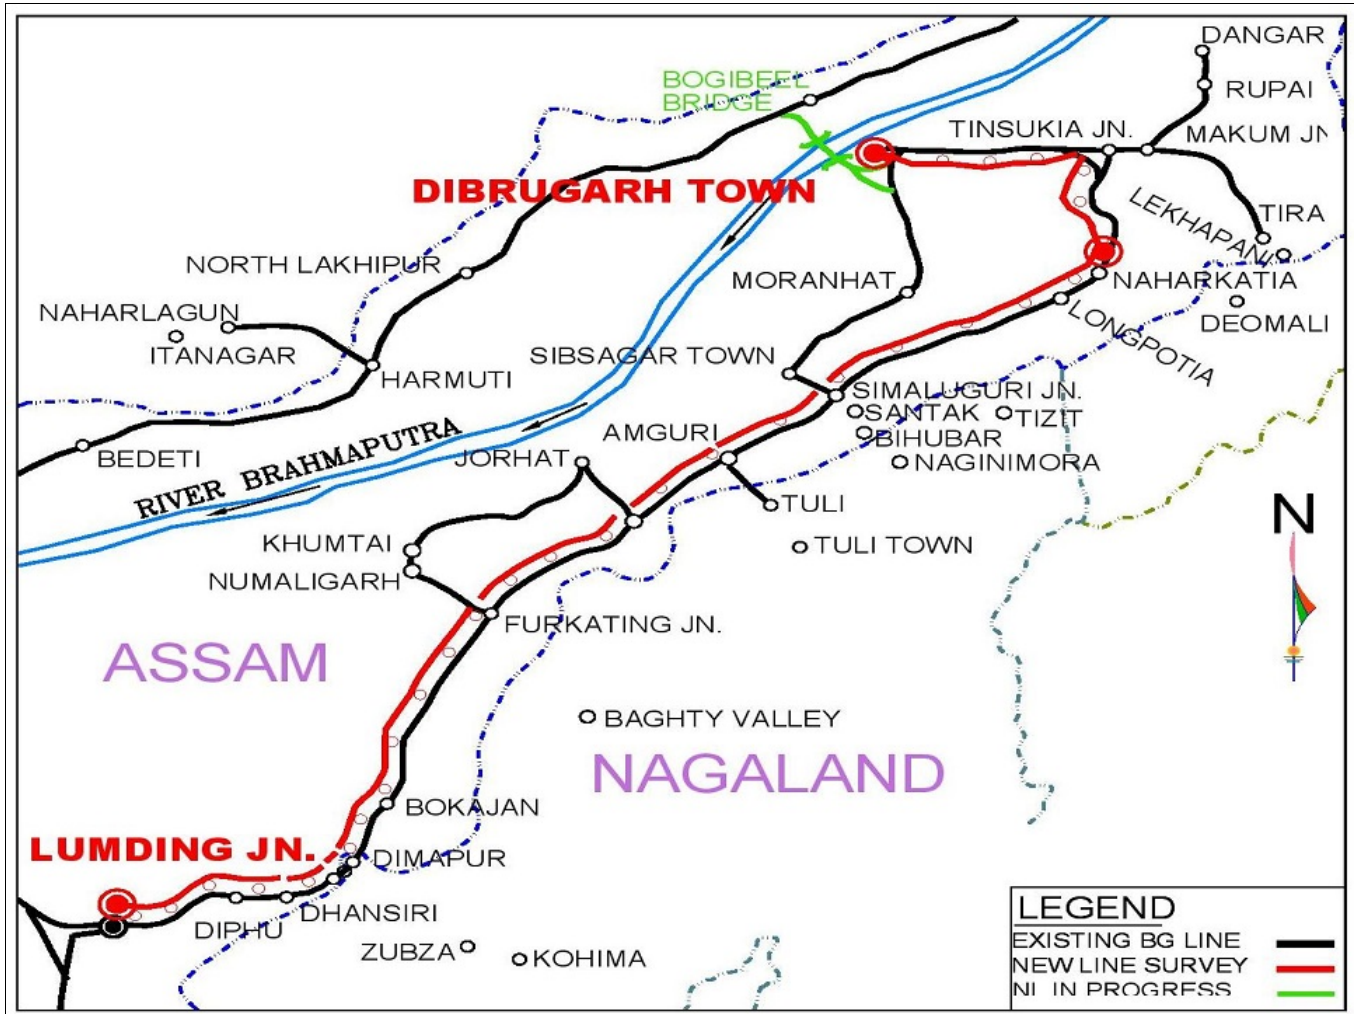 DANGAR
BOGIBEEL
BRIDGE
RUPAI
TINSUKIA JN.
MAKUM JN
DIBRUGARH TOWN
LEKHAPANI
TIRA
NORTH LAKHIPUR
MORANHAT
NAHARKATIA
NAHARLAGUN
DEOMALI
ITANAGAR
SIBSAGAR TOWN
LONGPOTIA
HARMUTI
SIMALUGURI JN.
SANTAK
TIZIT
AMGURI
BIHUBAR
RIVER BRAHMAPUTRA
BEDETI
JORHAT
NAGINIMORA
TULI
N
KHUMTAI
TULI TOWN
NUMALIGARH
FURKATING JN.
ASSAM
BAGHTY VALLEY
NAGALAND
BOKAJAN
LUMDING JN.
DIMAPUR
DHANSIRI
DIPHU
ZUBZA
KOHIMA
LEGEND
EXISTING BG LINE
NEW LINE SURVEY
NL IN PROGRESS